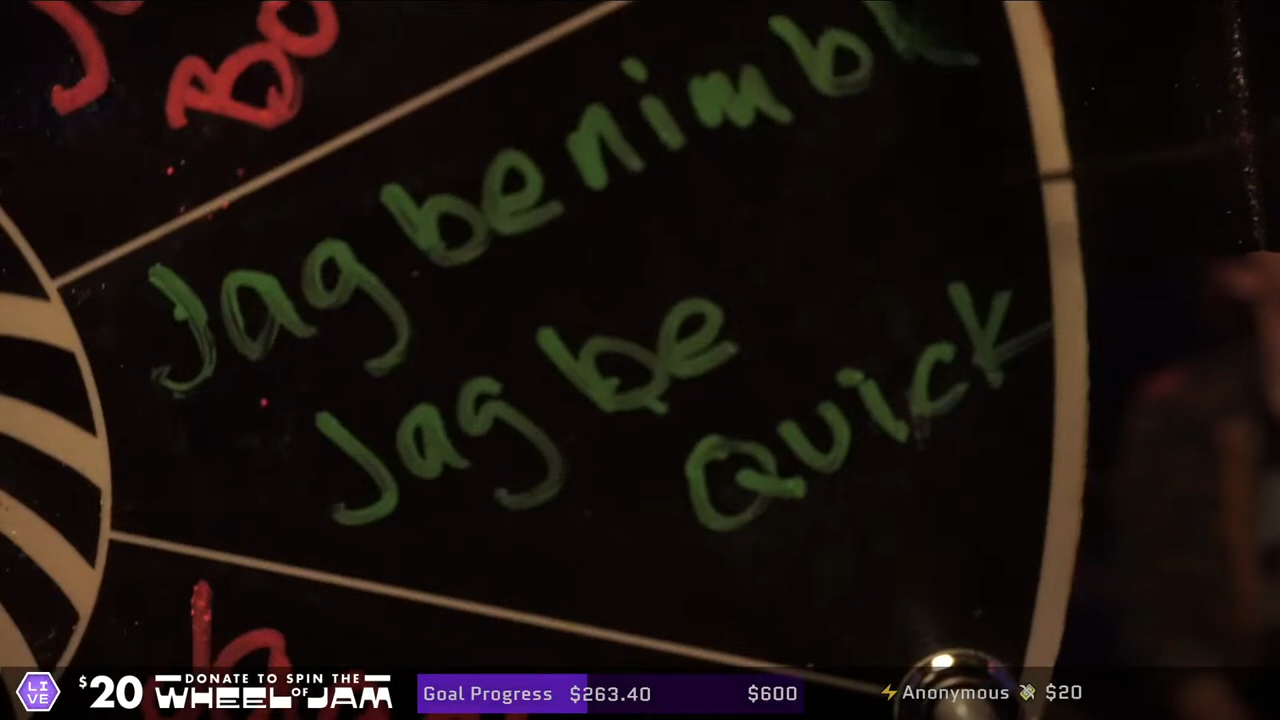 Jag be nimble
Jag be
Quick
LIVE
$20 DONATE TO SPIN THE
WHEEL OF JAM
Goal Progress $263.40 $600
Anonymous $20